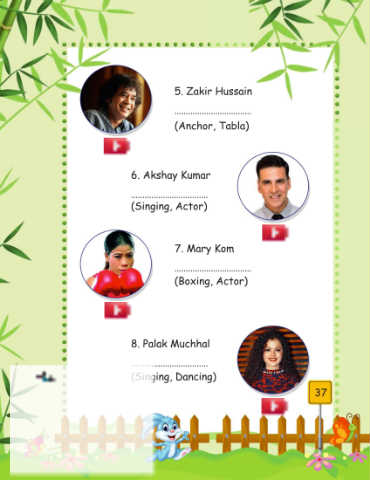 5. Zakir Hussain
..............................
(Anchor, Tabla)
6. Akshay Kumar
..............................
(Singing, Actor)
7. Mary Kom
..............................
(Boxing, Actor)
8. Palak Muchhal
..............................
(Singing, Dancing)
37